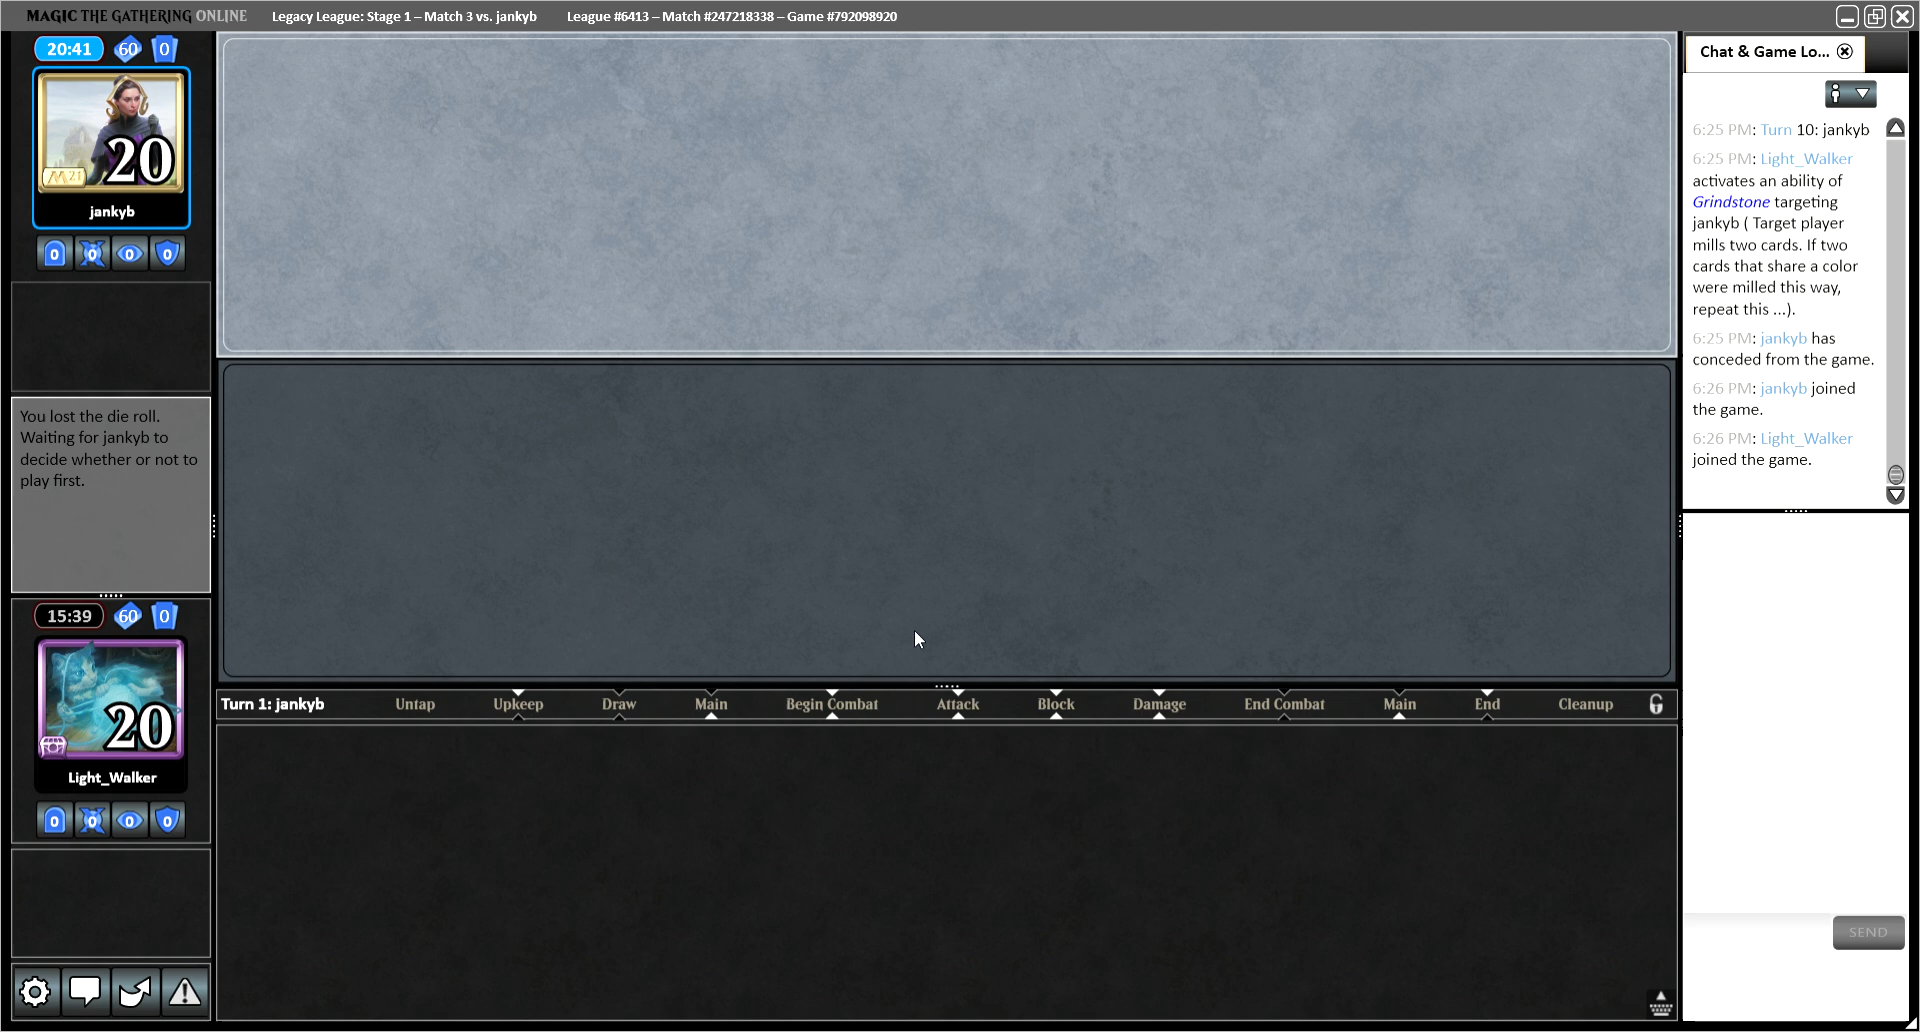 MAGIC THE GATHERING ONLINE
Legacy League: Stage 1 – Match 3 vs. jankyb
League #6413 – Match #247218338 – Game #792098920
20:41
60
0
M21
20
jankyb
0
0
0
0
You lost the die roll.
Waiting for jankyb to
decide whether or not to
play first.
15:39
60
0
20
Light_Walker
0
0
0
0
Turn 1: jankyb
Untap
Upkeep
Draw
Main
Begin Combat
Attack
Block
Damage
End Combat
Main
End
Cleanup
Chat & Game Lo...
6:25 PM: Turn 10: jankyb
6:25 PM: Light_Walker
activates an ability of
Grindstone targeting
jankyb ( Target player
mills two cards. If two
cards that share a color
were milled this way,
repeat this ...).
6:25 PM: jankyb has
conceded from the game.
6:26 PM: jankyb joined
the game.
6:26 PM: Light_Walker
joined the game.
SEND